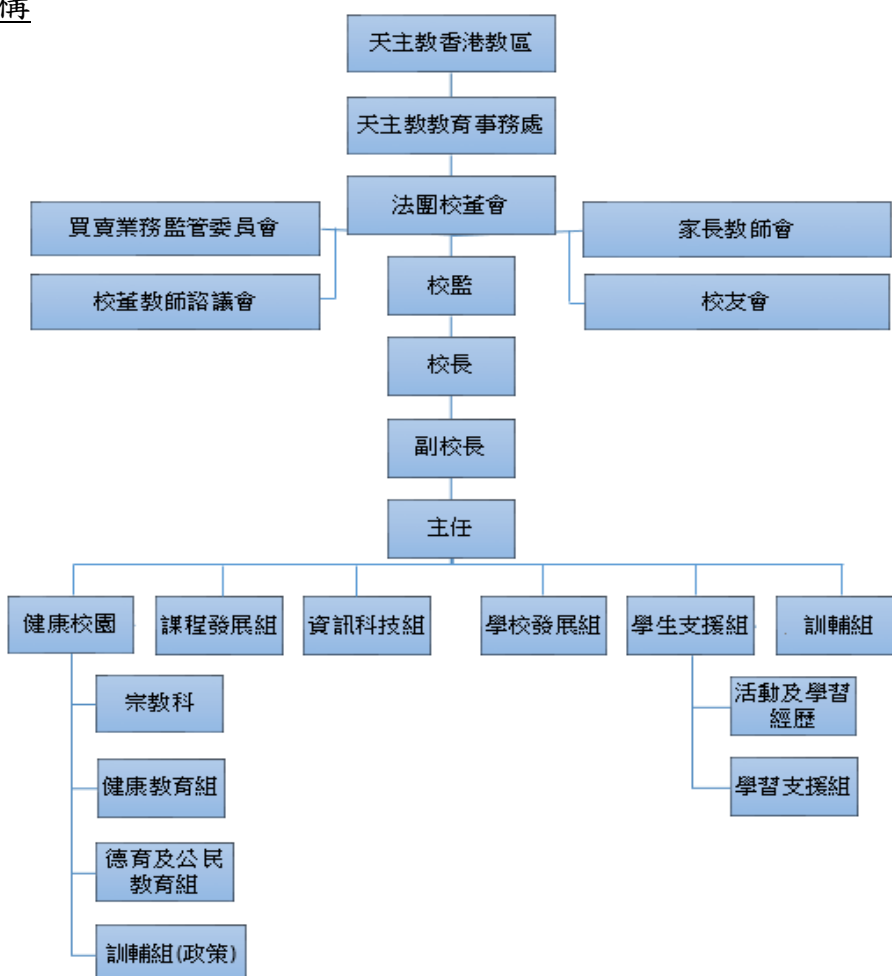 構
天主教香港教區
天主教教育事務處
法團校董會
買賣業務監管委員會
家長教師會
校董教師諮議會
校友會
校監
校長
副校長
主任
健康校園
課程發展組
資訊科技組
學校發展組
學生支援組
訓輔組
宗教科
活動及學習
經歷
健康教育組
學習支援組
德育及公民
教育組
訓輔組(政策)